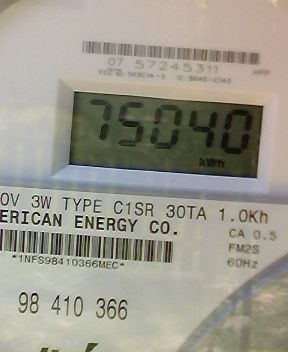 07 57245311
75040
kWh
0V 3W TYPE C1SR 30TA 1.0Kh
ERICAN ENERGY CO.
CA 0.5
FM2S
60Hz
*1NFS98410366MEC*
98 410 366